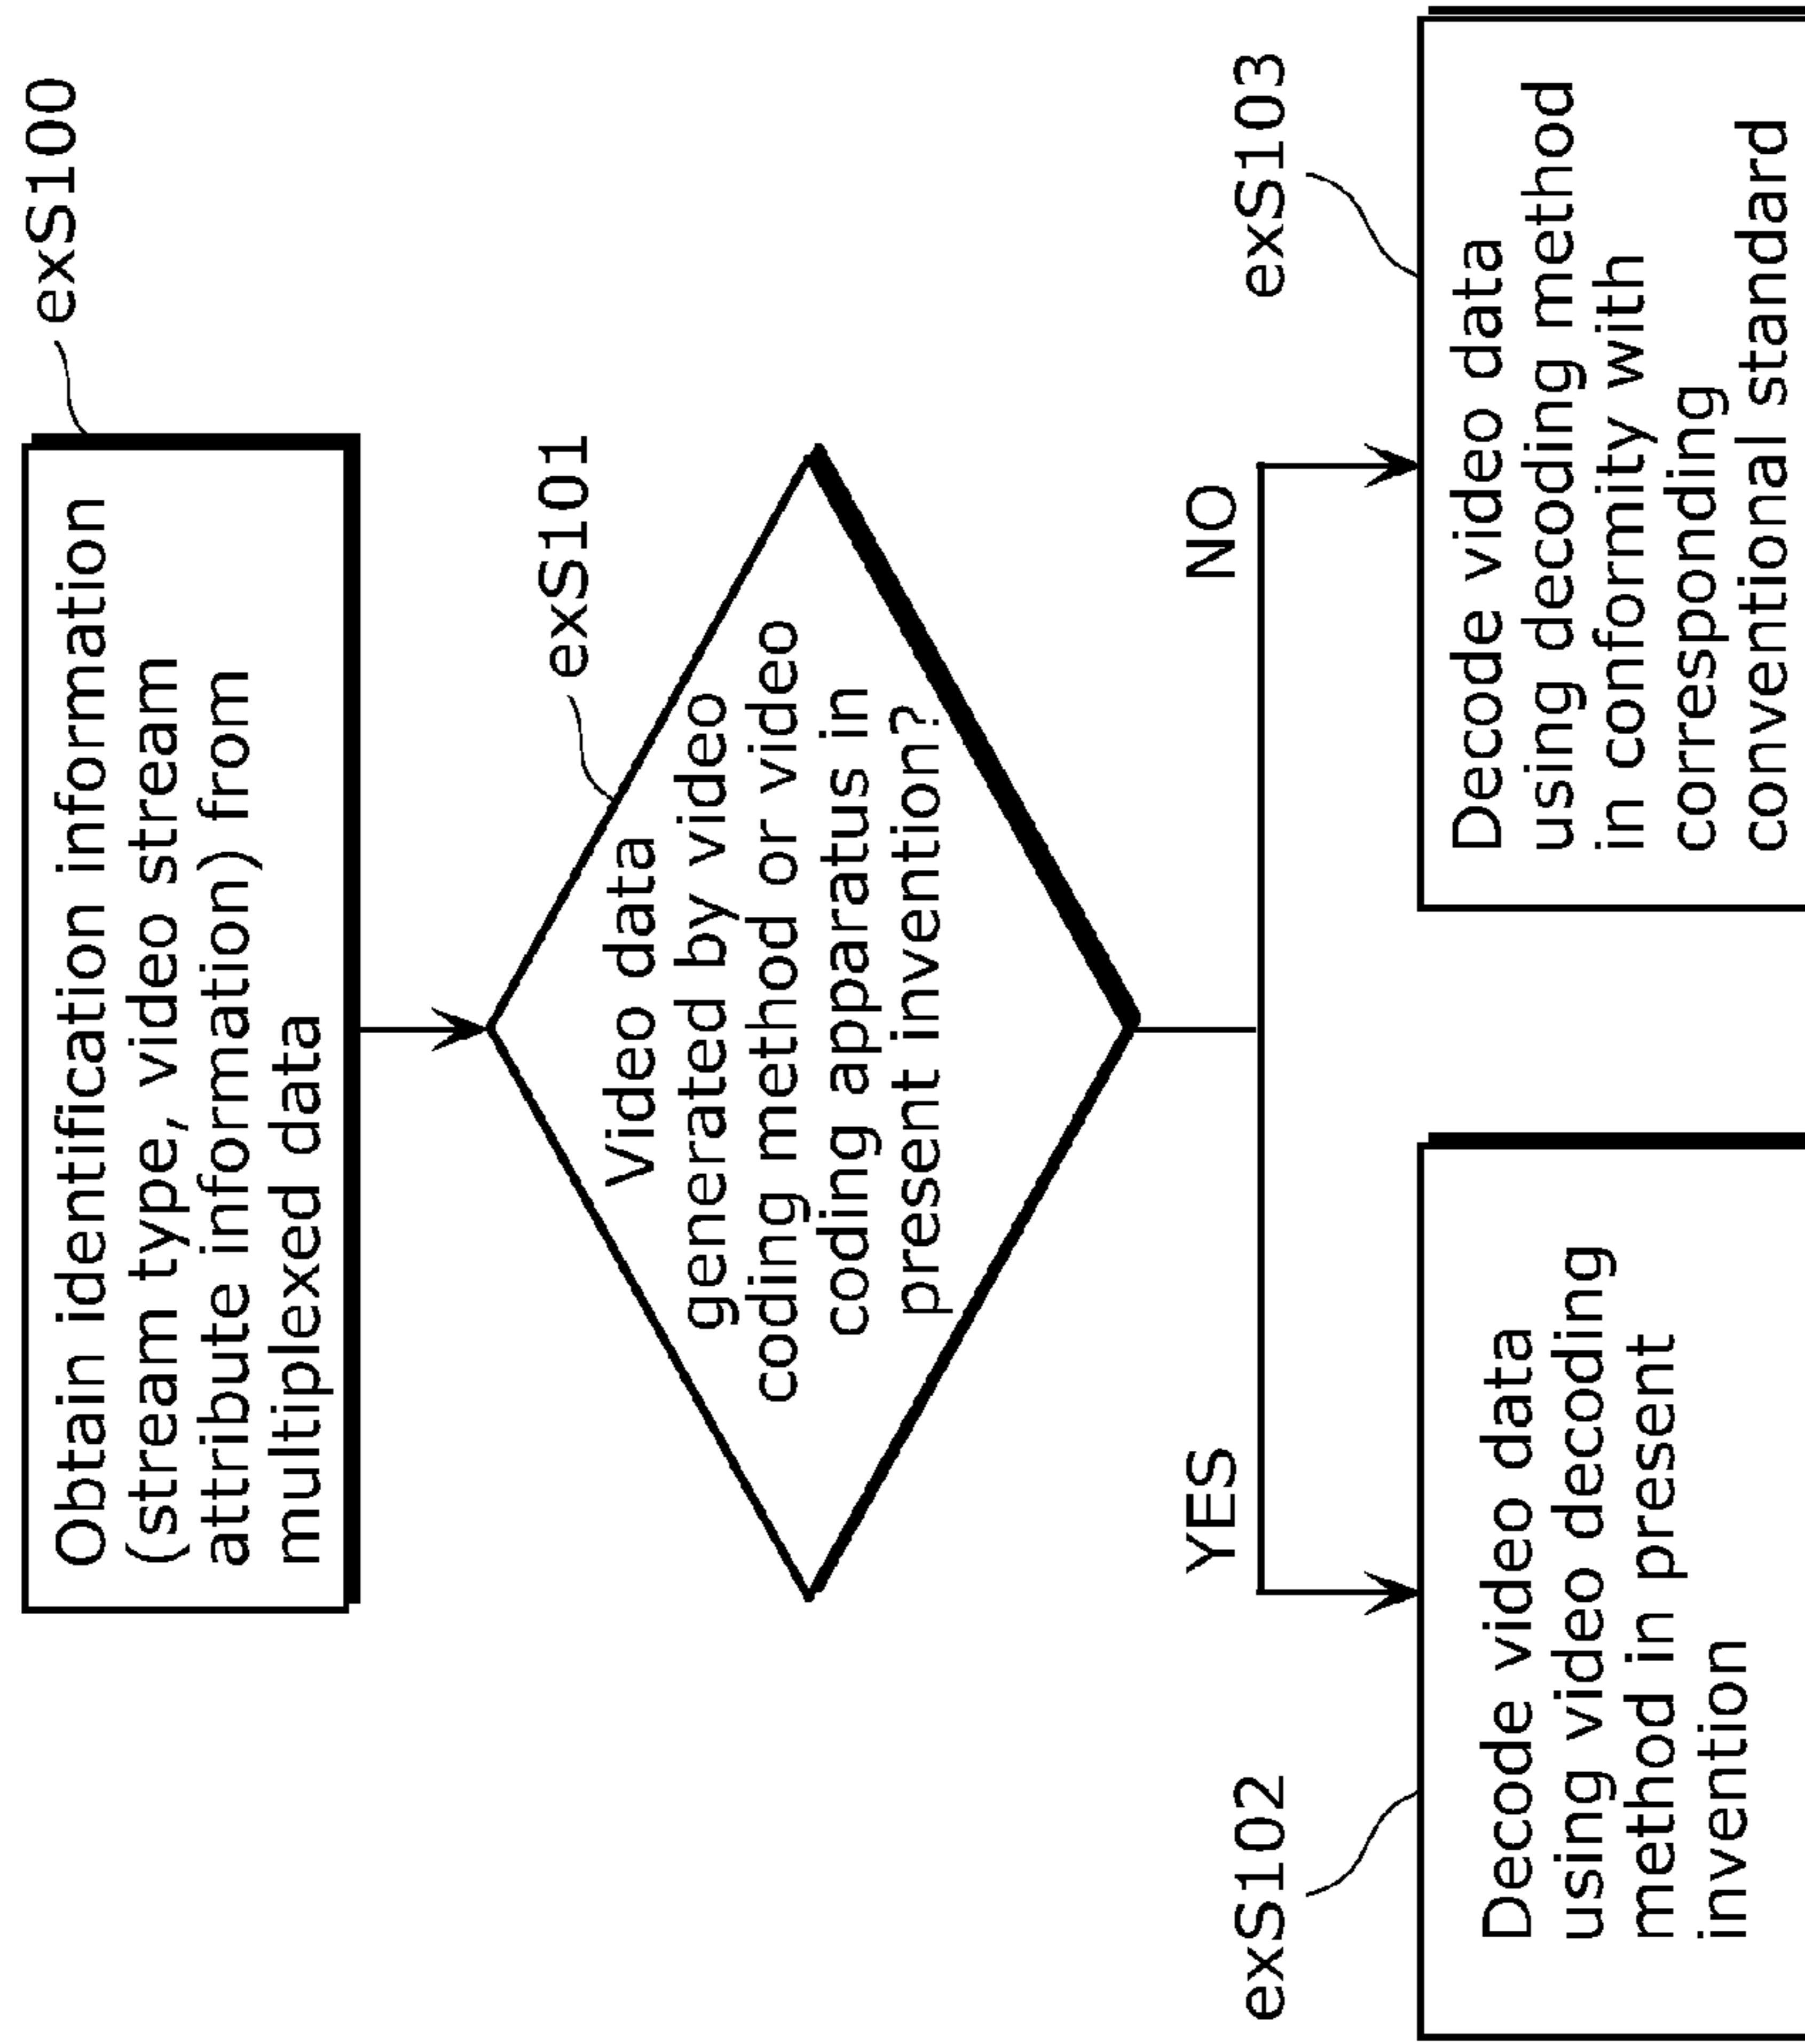 exS100
Obtain identification information
(stream type, video stream
attribute information) from
multiplexed data
exS101
Video data
generated by video
coding method or video
coding apparatus in
present invention?
YES
NO
exS102
Decode video data
using video decoding
method in present
invention
exS103
Decode video data
using decoding method
in conformity with
corresponding
conventional standard